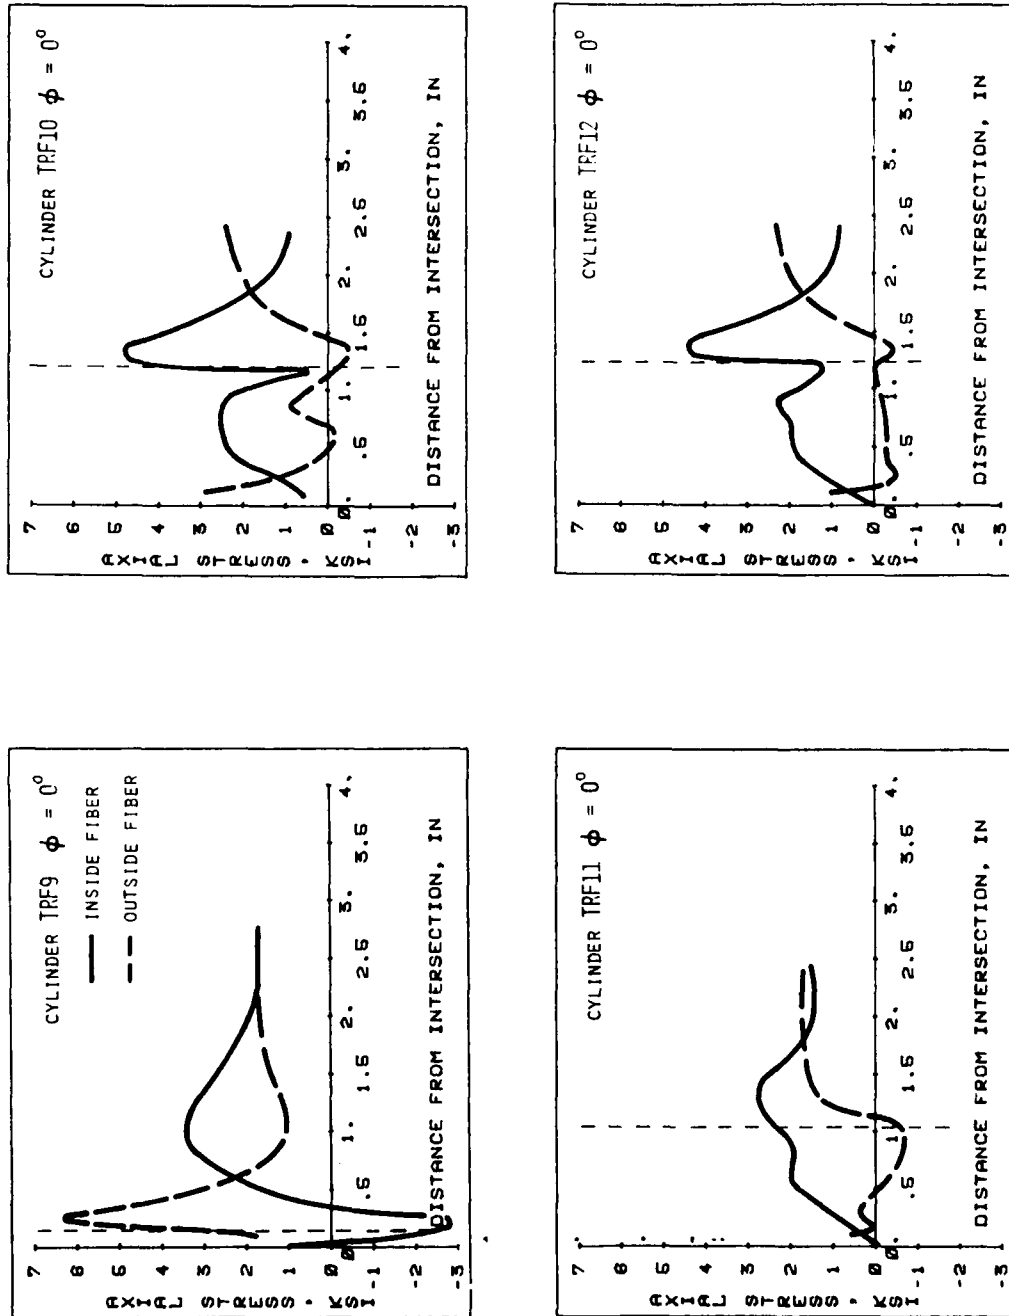 CYLINDER TRF9 ϕ = 0°
INSIDE FIBER
OUTSIDE FIBER
7
6
5
4
3
2
1
0
-1
-2
-3
AXIAL STRESS, KSI
0. .5 1. 1.5 2. 2.5 3. 3.5 4.
DISTANCE FROM INTERSECTION, IN
CYLINDER TRF10 ϕ = 0°
7
6
5
4
3
2
1
0
-1
-2
-3
AXIAL STRESS, KSI
0. .5 1. 1.5 2. 2.5 3. 3.5 4.
DISTANCE FROM INTERSECTION, IN
CYLINDER TRF11 ϕ = 0°
7
6
5
4
3
2
1
0
-1
-2
-3
AXIAL STRESS, KSI
0. .5 1 1.5 2. 2.5 3. 3.5 4.
DISTANCE FROM INTERSECTION, IN
CYLINDER TRF12 ϕ = 0°
7
6
5
4
3
2
1
0
-1
-2
-3
AXIAL STRESS, KSI
0. .5 1. 1.5 2. 2.5 3. 3.5 4.
DISTANCE FROM INTERSECTION, IN